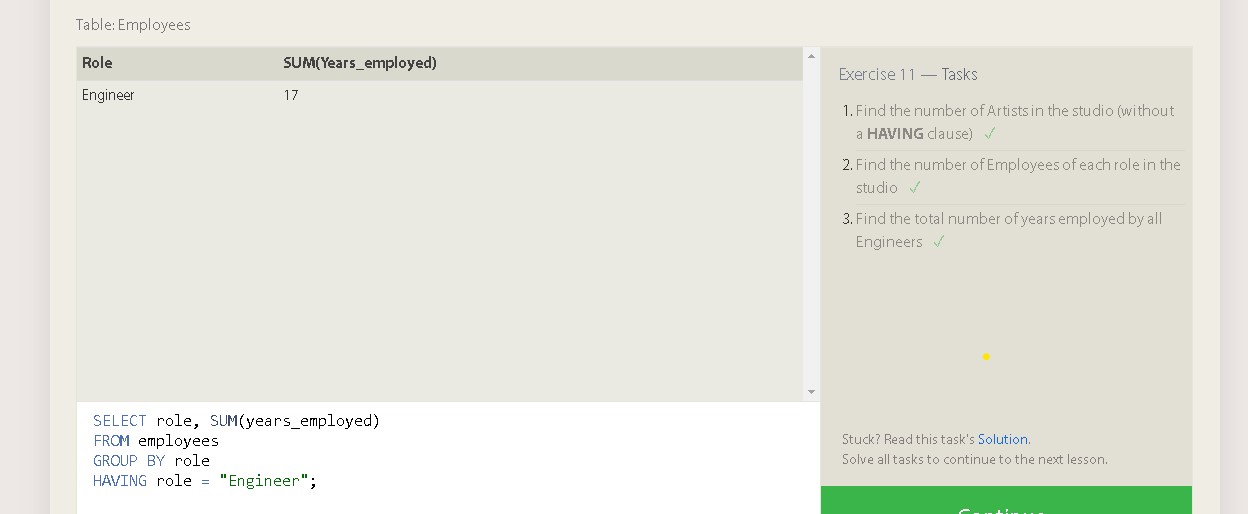 Table: Employees
Role SUM(Years_employed)
Engineer 17
Exercise 11 — Tasks
1. Find the number of Artists in the studio (without
a HAVING clause) ✓
2. Find the number of Employees of each role in the
studio ✓
3. Find the total number of years employed by all
Engineers ✓
SELECT role, SUM(years_employed)
FROM employees
GROUP BY role
HAVING role = "Engineer";
Stuck? Read this task's Solution.
Solve all tasks to continue to the next lesson.
Continue